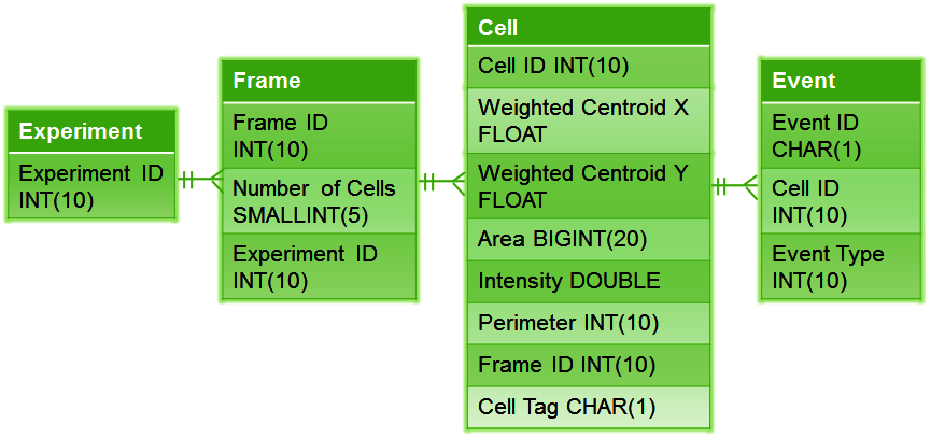 Experiment
Experiment ID
INT(10)
Frame
Frame ID
INT(10)
Number of Cells
SMALLINT(5)
Experiment ID
INT(10)
Cell
Cell ID INT(10)
Weighted Centroid X
FLOAT
Weighted Centroid Y
FLOAT
Area BIGINT(20)
Intensity DOUBLE
Perimeter INT(10)
Frame ID INT(10)
Cell Tag CHAR(1)
Event
Event ID
CHAR(1)
Cell ID
INT(10)
Event Type
INT(10)